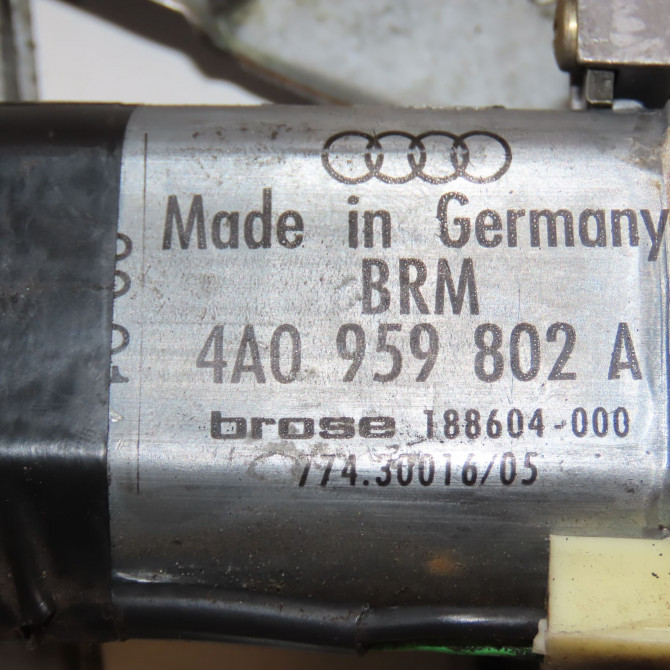 Made in Germany
BRM
4A0 959 802 A
brose 188604-000
774.30016/05